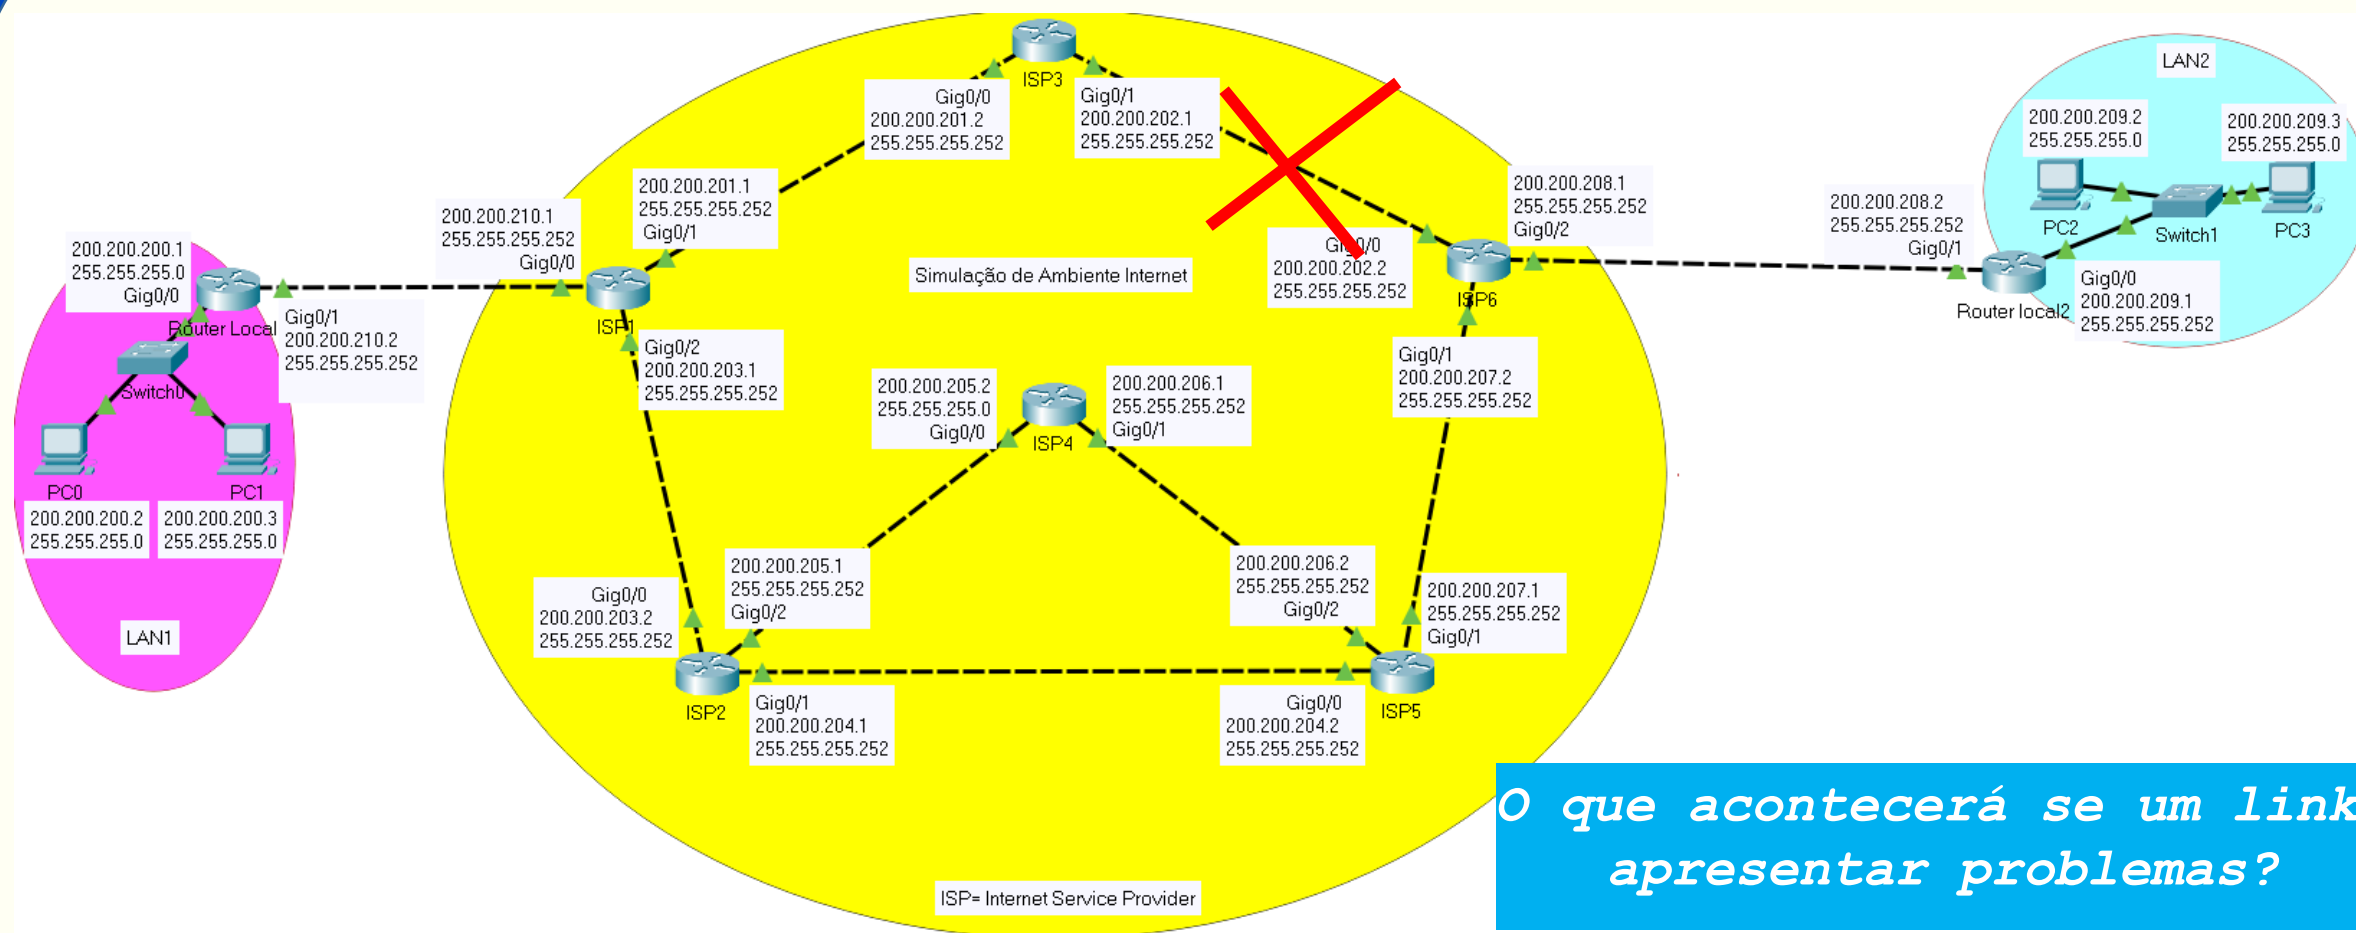 ISP3
Gig0/0
200.200.201.2
255.255.255.252
Gig0/1
200.200.202.1
255.255.255.252
LAN2
200.200.209.2
255.255.255.0
200.200.209.3
255.255.255.0
PC2
Switch1
PC3
200.200.201.1
255.255.255.252
Gig0/1
200.200.210.1
255.255.255.252
Gig0/0
200.200.208.1
255.255.255.252
Gig0/2
200.200.208.2
255.255.255.252
Gig0/1
200.200.200.1
255.255.255.0
Gig0/0
Router Local
Gig0/1
200.200.210.2
255.255.255.252
ISP1
Simulação de Ambiente Internet
Gig0/0
200.200.202.2
255.255.255.252
ISP6
Router local2
Gig0/0
200.200.209.1
255.255.255.252
Switch0
Gig0/2
200.200.203.1
255.255.255.252
200.200.205.2
255.255.255.0
Gig0/0
ISP4
200.200.206.1
255.255.255.252
Gig0/1
Gig0/1
200.200.207.2
255.255.255.252
PC0
PC1
200.200.200.2
255.255.255.0
200.200.200.3
255.255.255.0
LAN1
Gig0/0
200.200.203.2
255.255.255.252
200.200.205.1
255.255.255.252
Gig0/2
200.200.206.2
255.255.255.252
Gig0/2
200.200.207.1
255.255.255.252
Gig0/1
ISP2
Gig0/1
200.200.204.1
255.255.255.252
Gig0/0
200.200.204.2
255.255.255.252
ISP5
O que acontecerá se um link
apresentar problemas?
ISP= Internet Service Provider